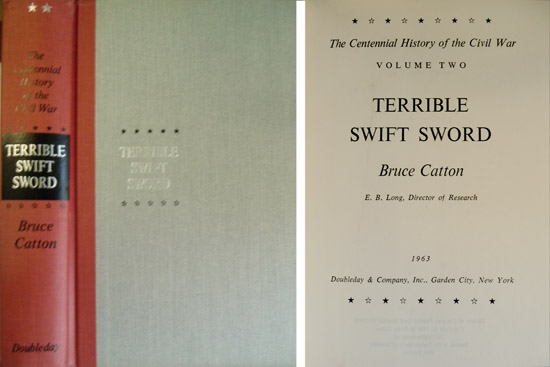 The
Centennial
History
of the
Civil War
TERRIBLE
SWIFT
SWORD
Bruce
Catton
Doubleday
TERRIBLE
SWIFT
SWORD
The Centennial History of the Civil War
VOLUME TWO
TERRIBLE
SWIFT SWORD
Bruce Catton
E. B. Long, Director of Research
1963
Doubleday & Company, Inc., Garden City, New York